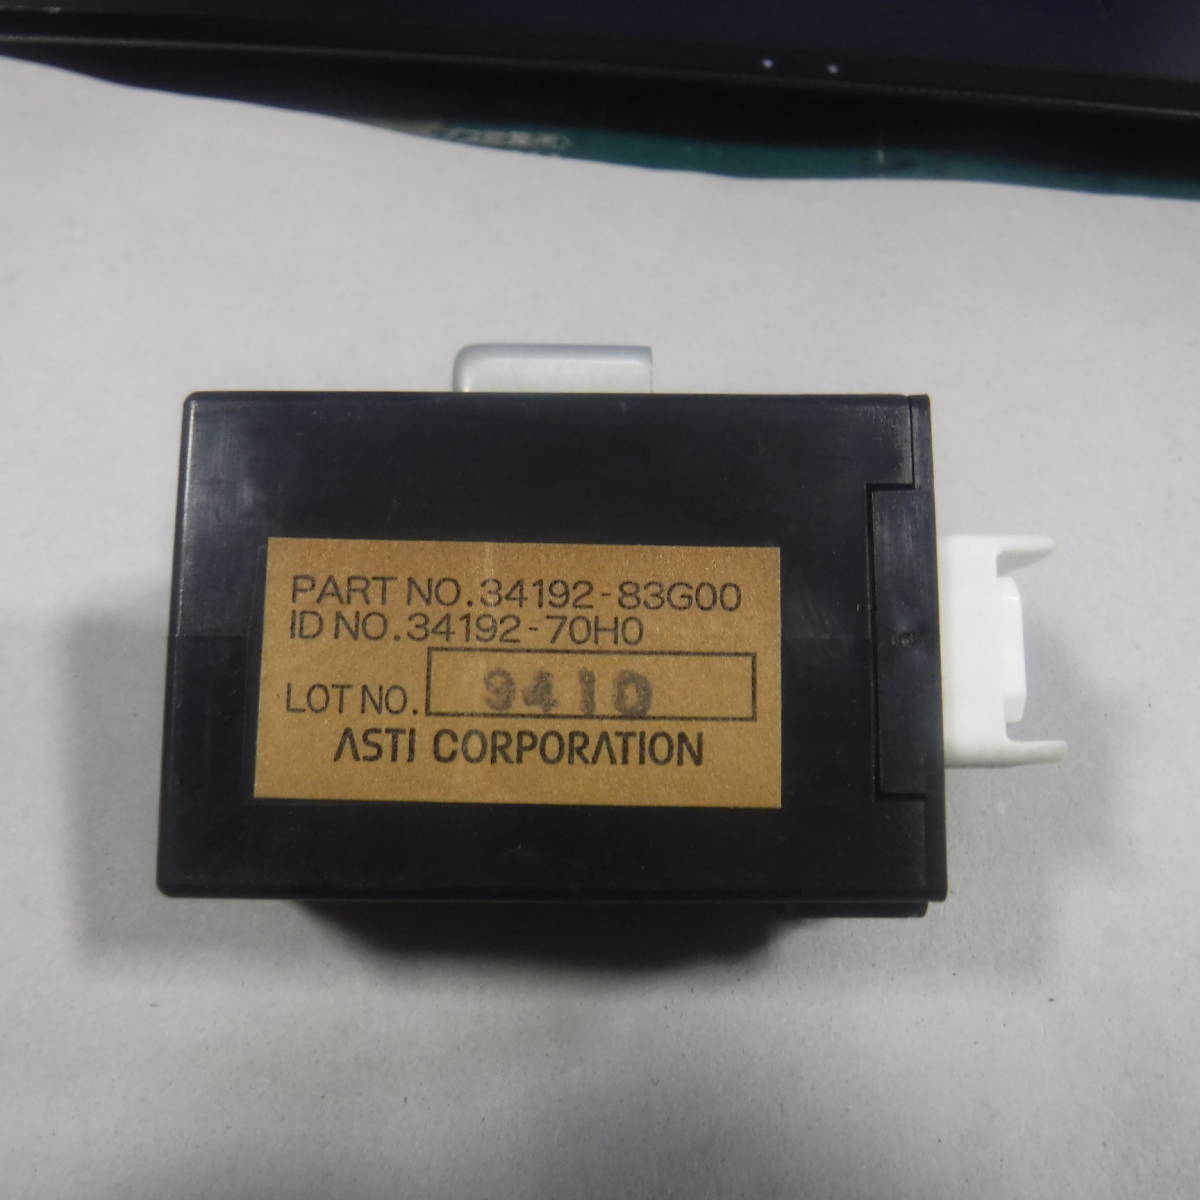 PART NO. 34192-83G00
ID NO. 34192-70H0
LOT NO. 9410
ASTI CORPORATION